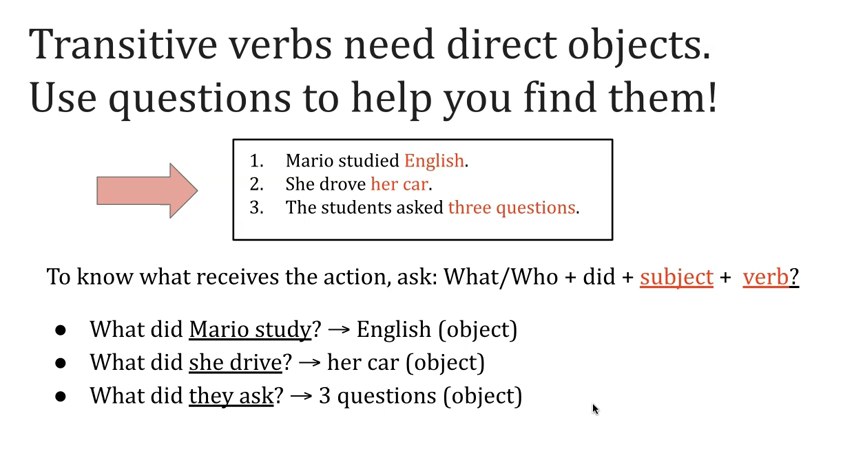 Transitive verbs need direct objects.
Use questions to help you find them!
1. Mario studied English.
2. She drove her car.
3. The students asked three questions.
To know what receives the action, ask: What/Who + did + subject + verb?
● What did Mario study? → English (object)
● What did she drive? → her car (object)
● What did they ask? → 3 questions (object)